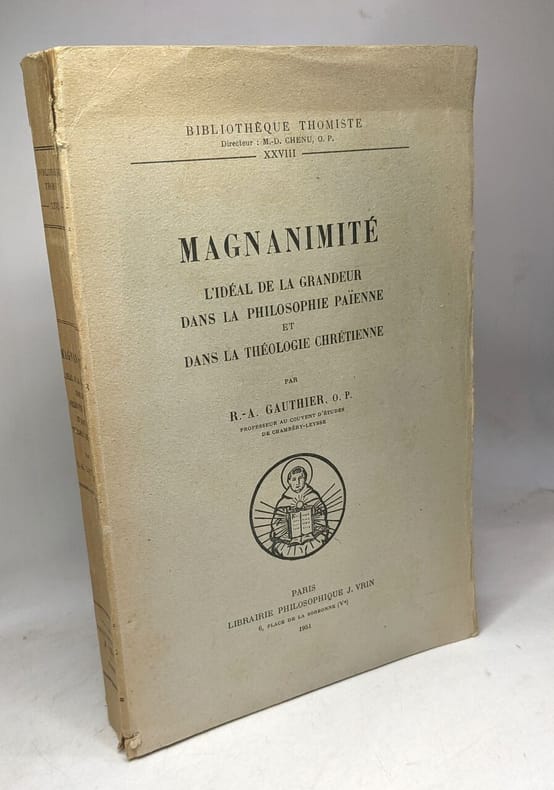 BIBLIOTHÈQUE THOMISTE
Directeur : M.-D. CHENU, O. P.
XXVIII
MAGNANIMITÉ
L'IDÉAL DE LA GRANDEUR
DANS LA PHILOSOPHIE PAÏENNE
ET
DANS LA THÉOLOGIE CHRÉTIENNE
PAR
R.-A. GAUTHIER, O. P.
PROFESSEUR AU COUVENT D'ÉTUDES
DE CHAMBÉRY-LEYSSE
PARIS
LIBRAIRIE PHILOSOPHIQUE J. VRIN
6, PLACE DE LA SORBONNE (Vᵉ)
1951